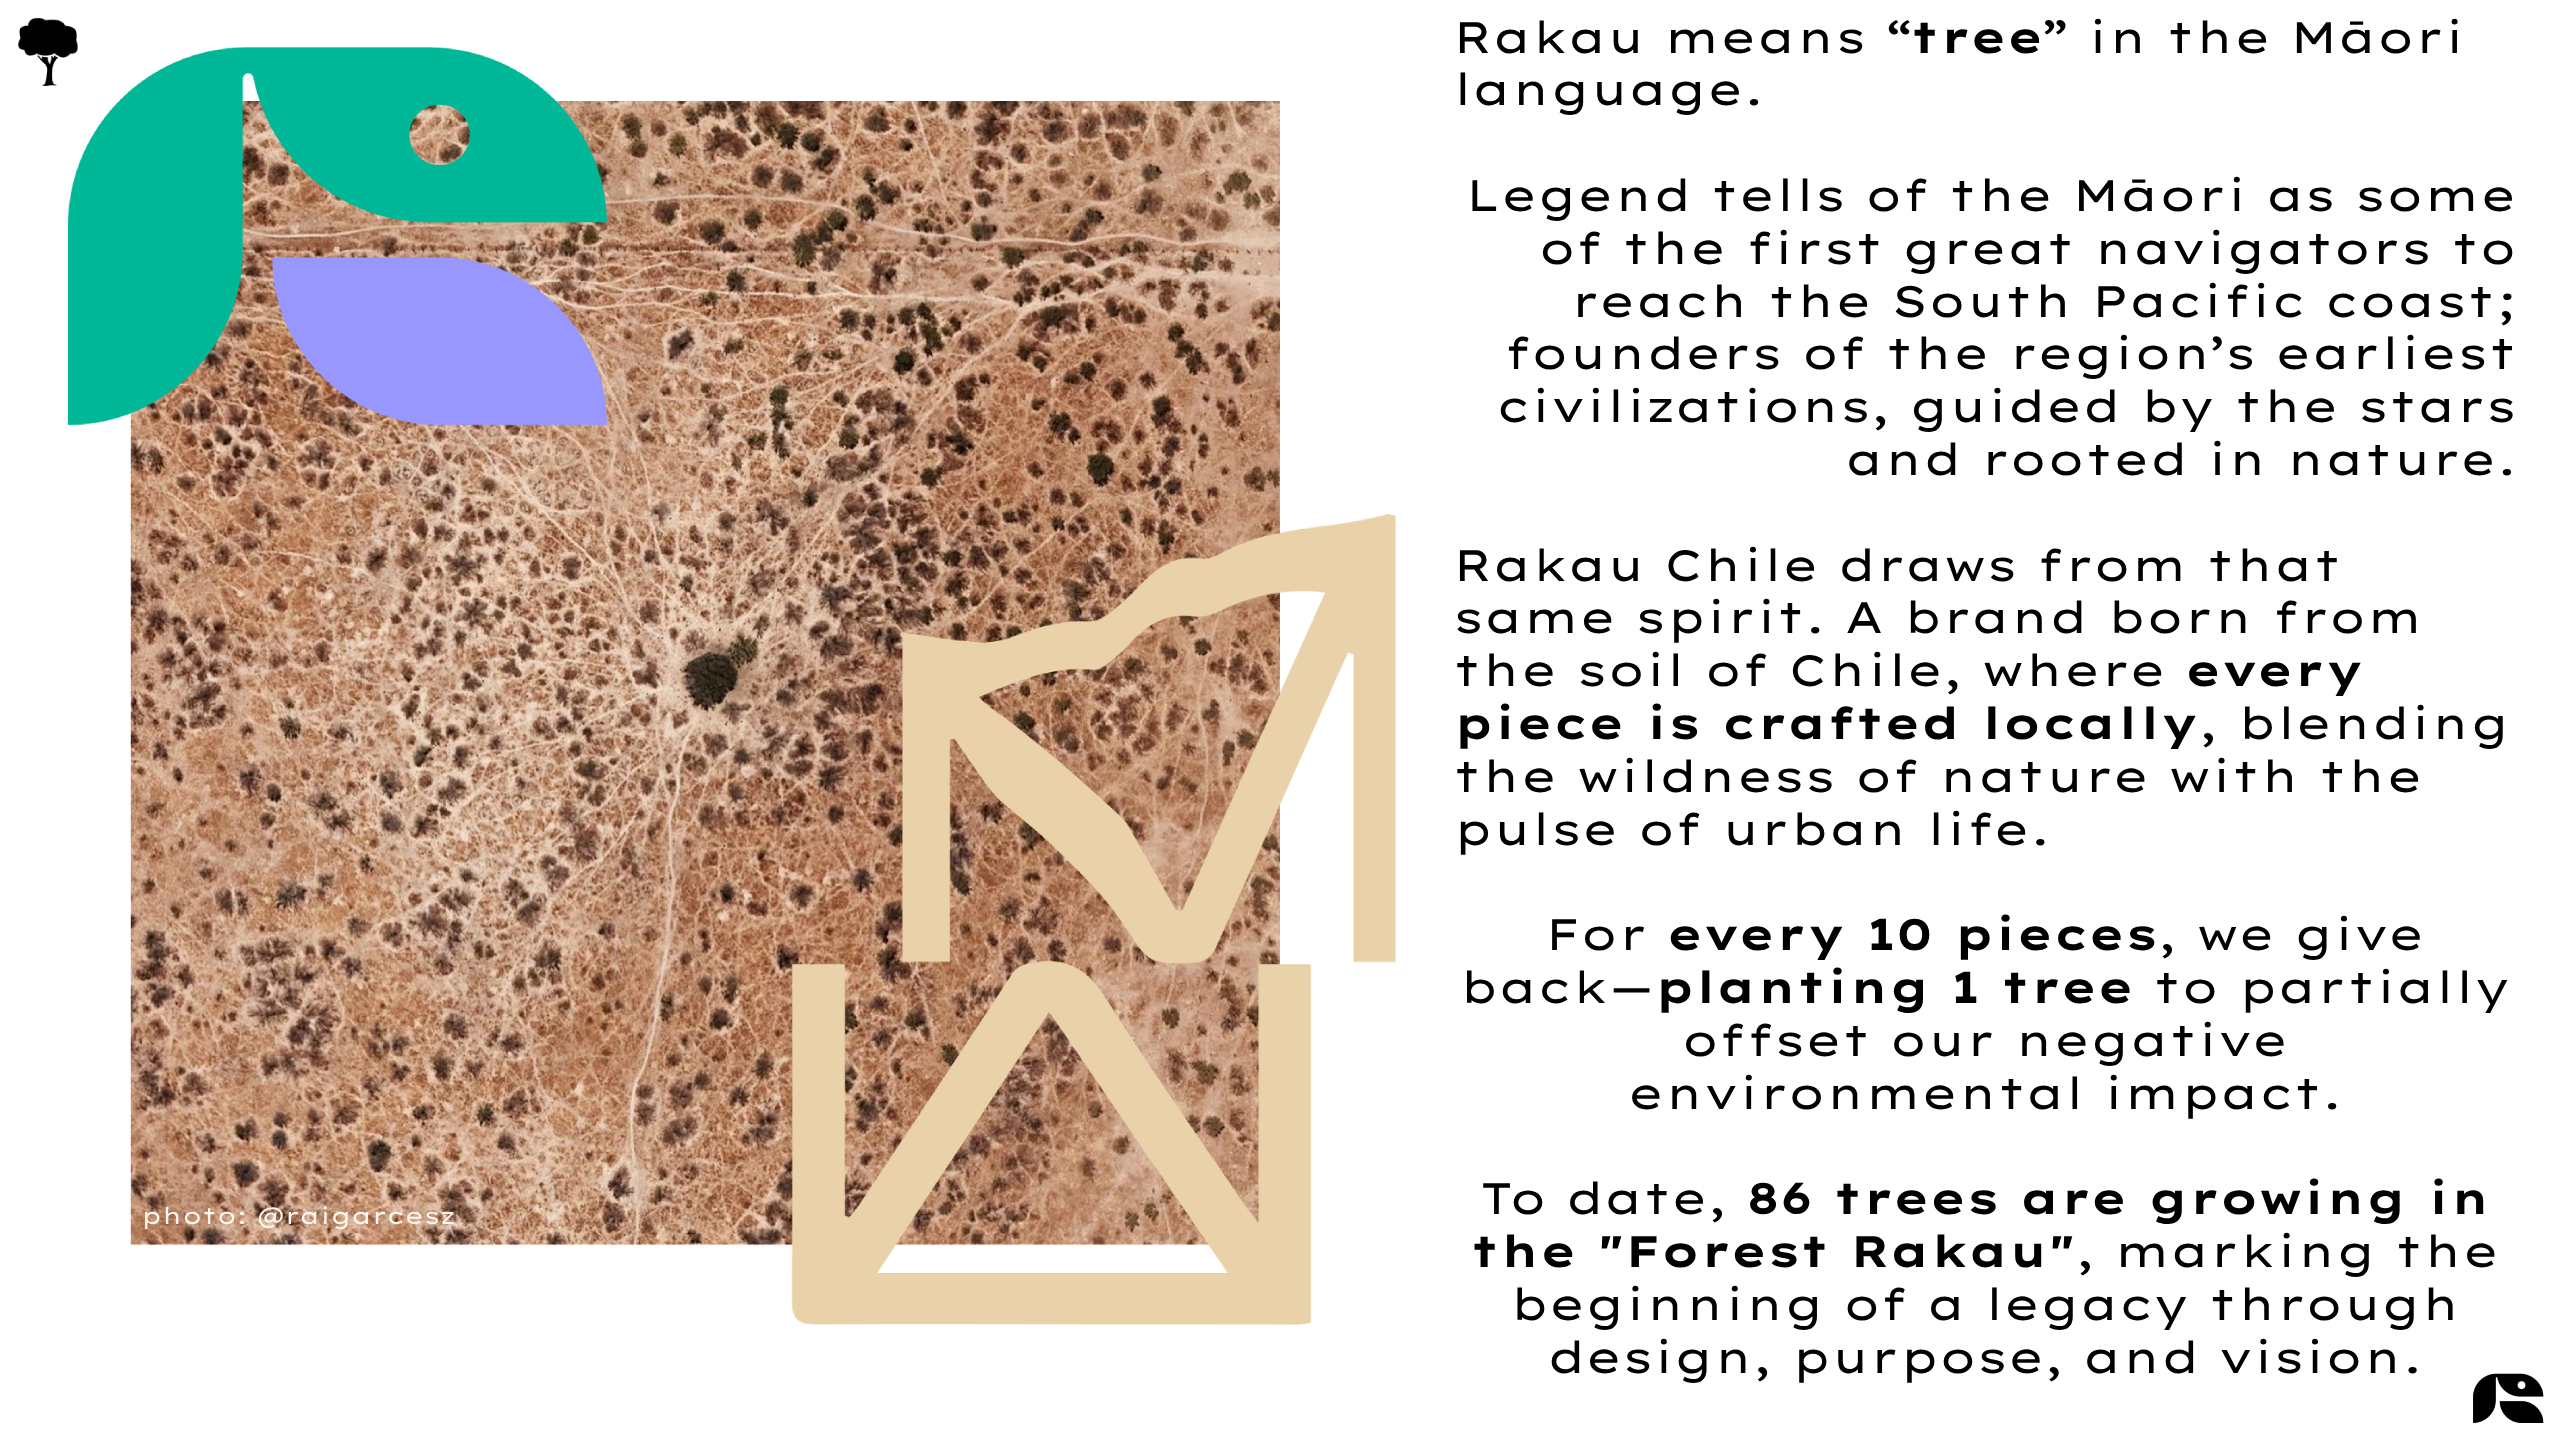 Rakau means “tree” in the Māori
language.
Legend tells of the Māori as some
of the first great navigators to
reach the South Pacific coast;
founders of the region’s earliest
civilizations, guided by the stars
and rooted in nature.
Rakau Chile draws from that
same spirit. A brand born from
the soil of Chile, where every
piece is crafted locally, blending
the wildness of nature with the
pulse of urban life.
For every 10 pieces, we give
back—planting 1 tree to partially
offset our negative
environmental impact.
To date, 86 trees are growing in
the "Forest Rakau", marking the
beginning of a legacy through
design, purpose, and vision.
photo: @raigarcesz